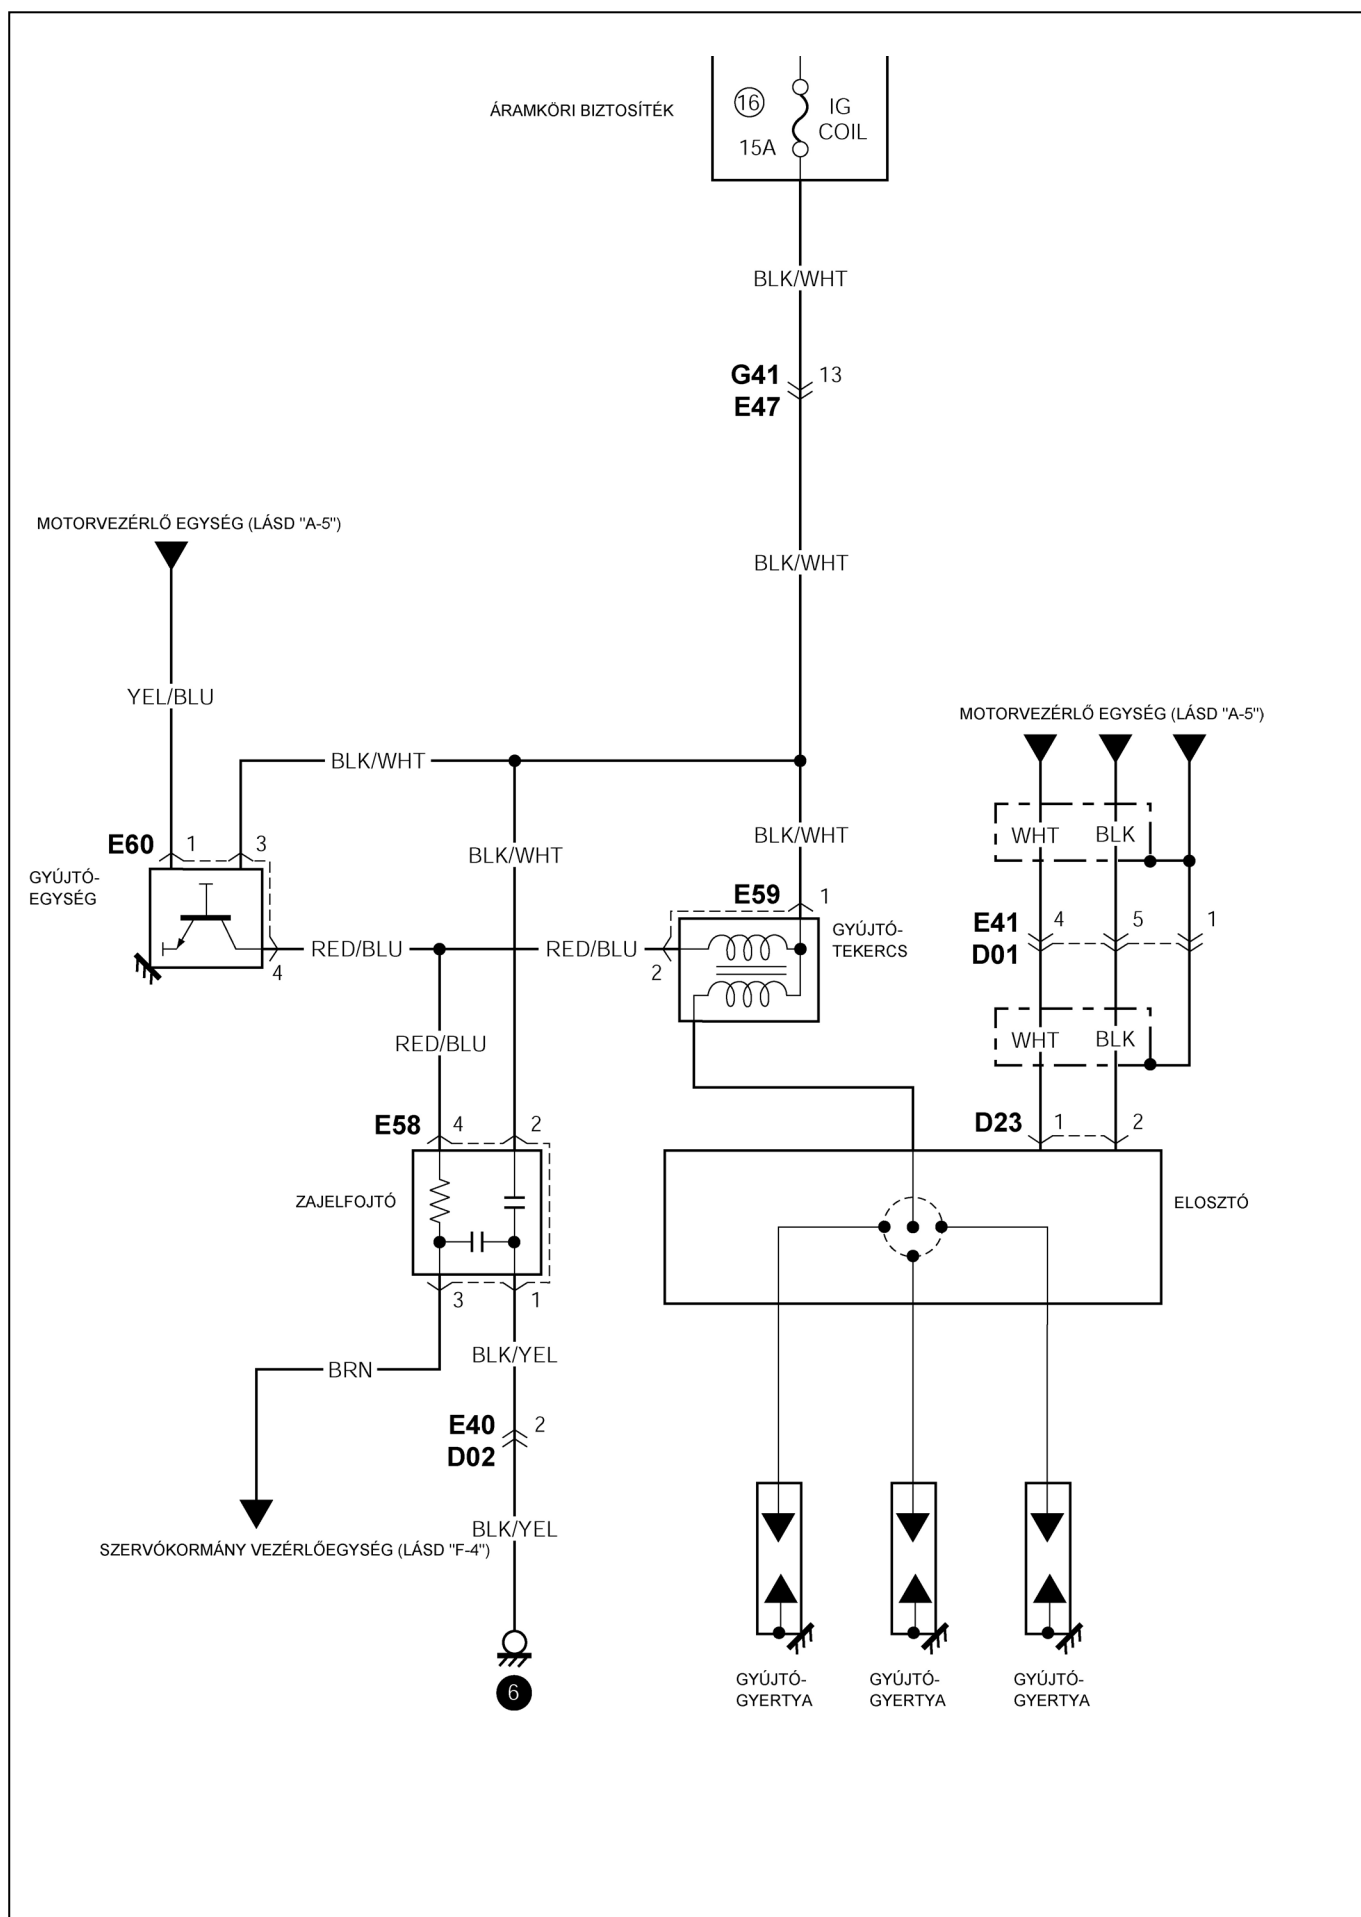 ÁRAMKÖRI BIZTOSÍTÉK
16
IG
COIL
15A
BLK/WHT
G41
13
E47
MOTORVEZÉRLŐ EGYSÉG (LÁSD "A-5")
BLK/WHT
YEL/BLU
MOTORVEZÉRLŐ EGYSÉG (LÁSD "A-5")
BLK/WHT
BLK/WHT
WHT
BLK
E60
1
3
BLK/WHT
GYÚJTÓ-
EGYSÉG
E59
1
GYÚJTÓ-
TEKERCS
E41
4
5
1
D01
RED/BLU
RED/BLU
4
2
RED/BLU
WHT
BLK
E58
4
2
D23
1
2
ZAJELFOJTÓ
ELOSZTÓ
3
1
BLK/YEL
BRN
E40
2
D02
BLK/YEL
SZERVÓKORMÁNY VEZÉRLŐEGYSÉG (LÁSD "F-4")
6
GYÚJTÓ-
GYERTYA
GYÚJTÓ-
GYERTYA
GYÚJTÓ-
GYERTYA